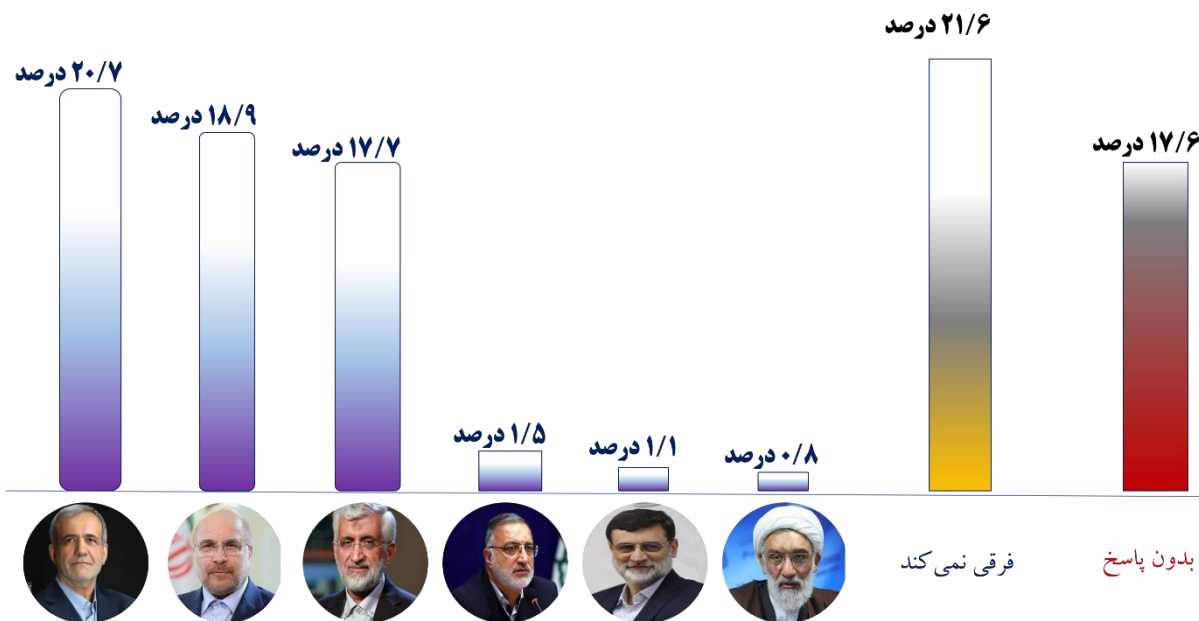 ۲۰/۷ درصد
۱۸/۹ درصد
۱۷/۷ درصد
۱/۵ درصد
۱/۱ درصد
۰/۸ درصد
۲۱/۶ درصد
۱۷/۶ درصد
فرقی نمی‌کند
بدون پاسخ